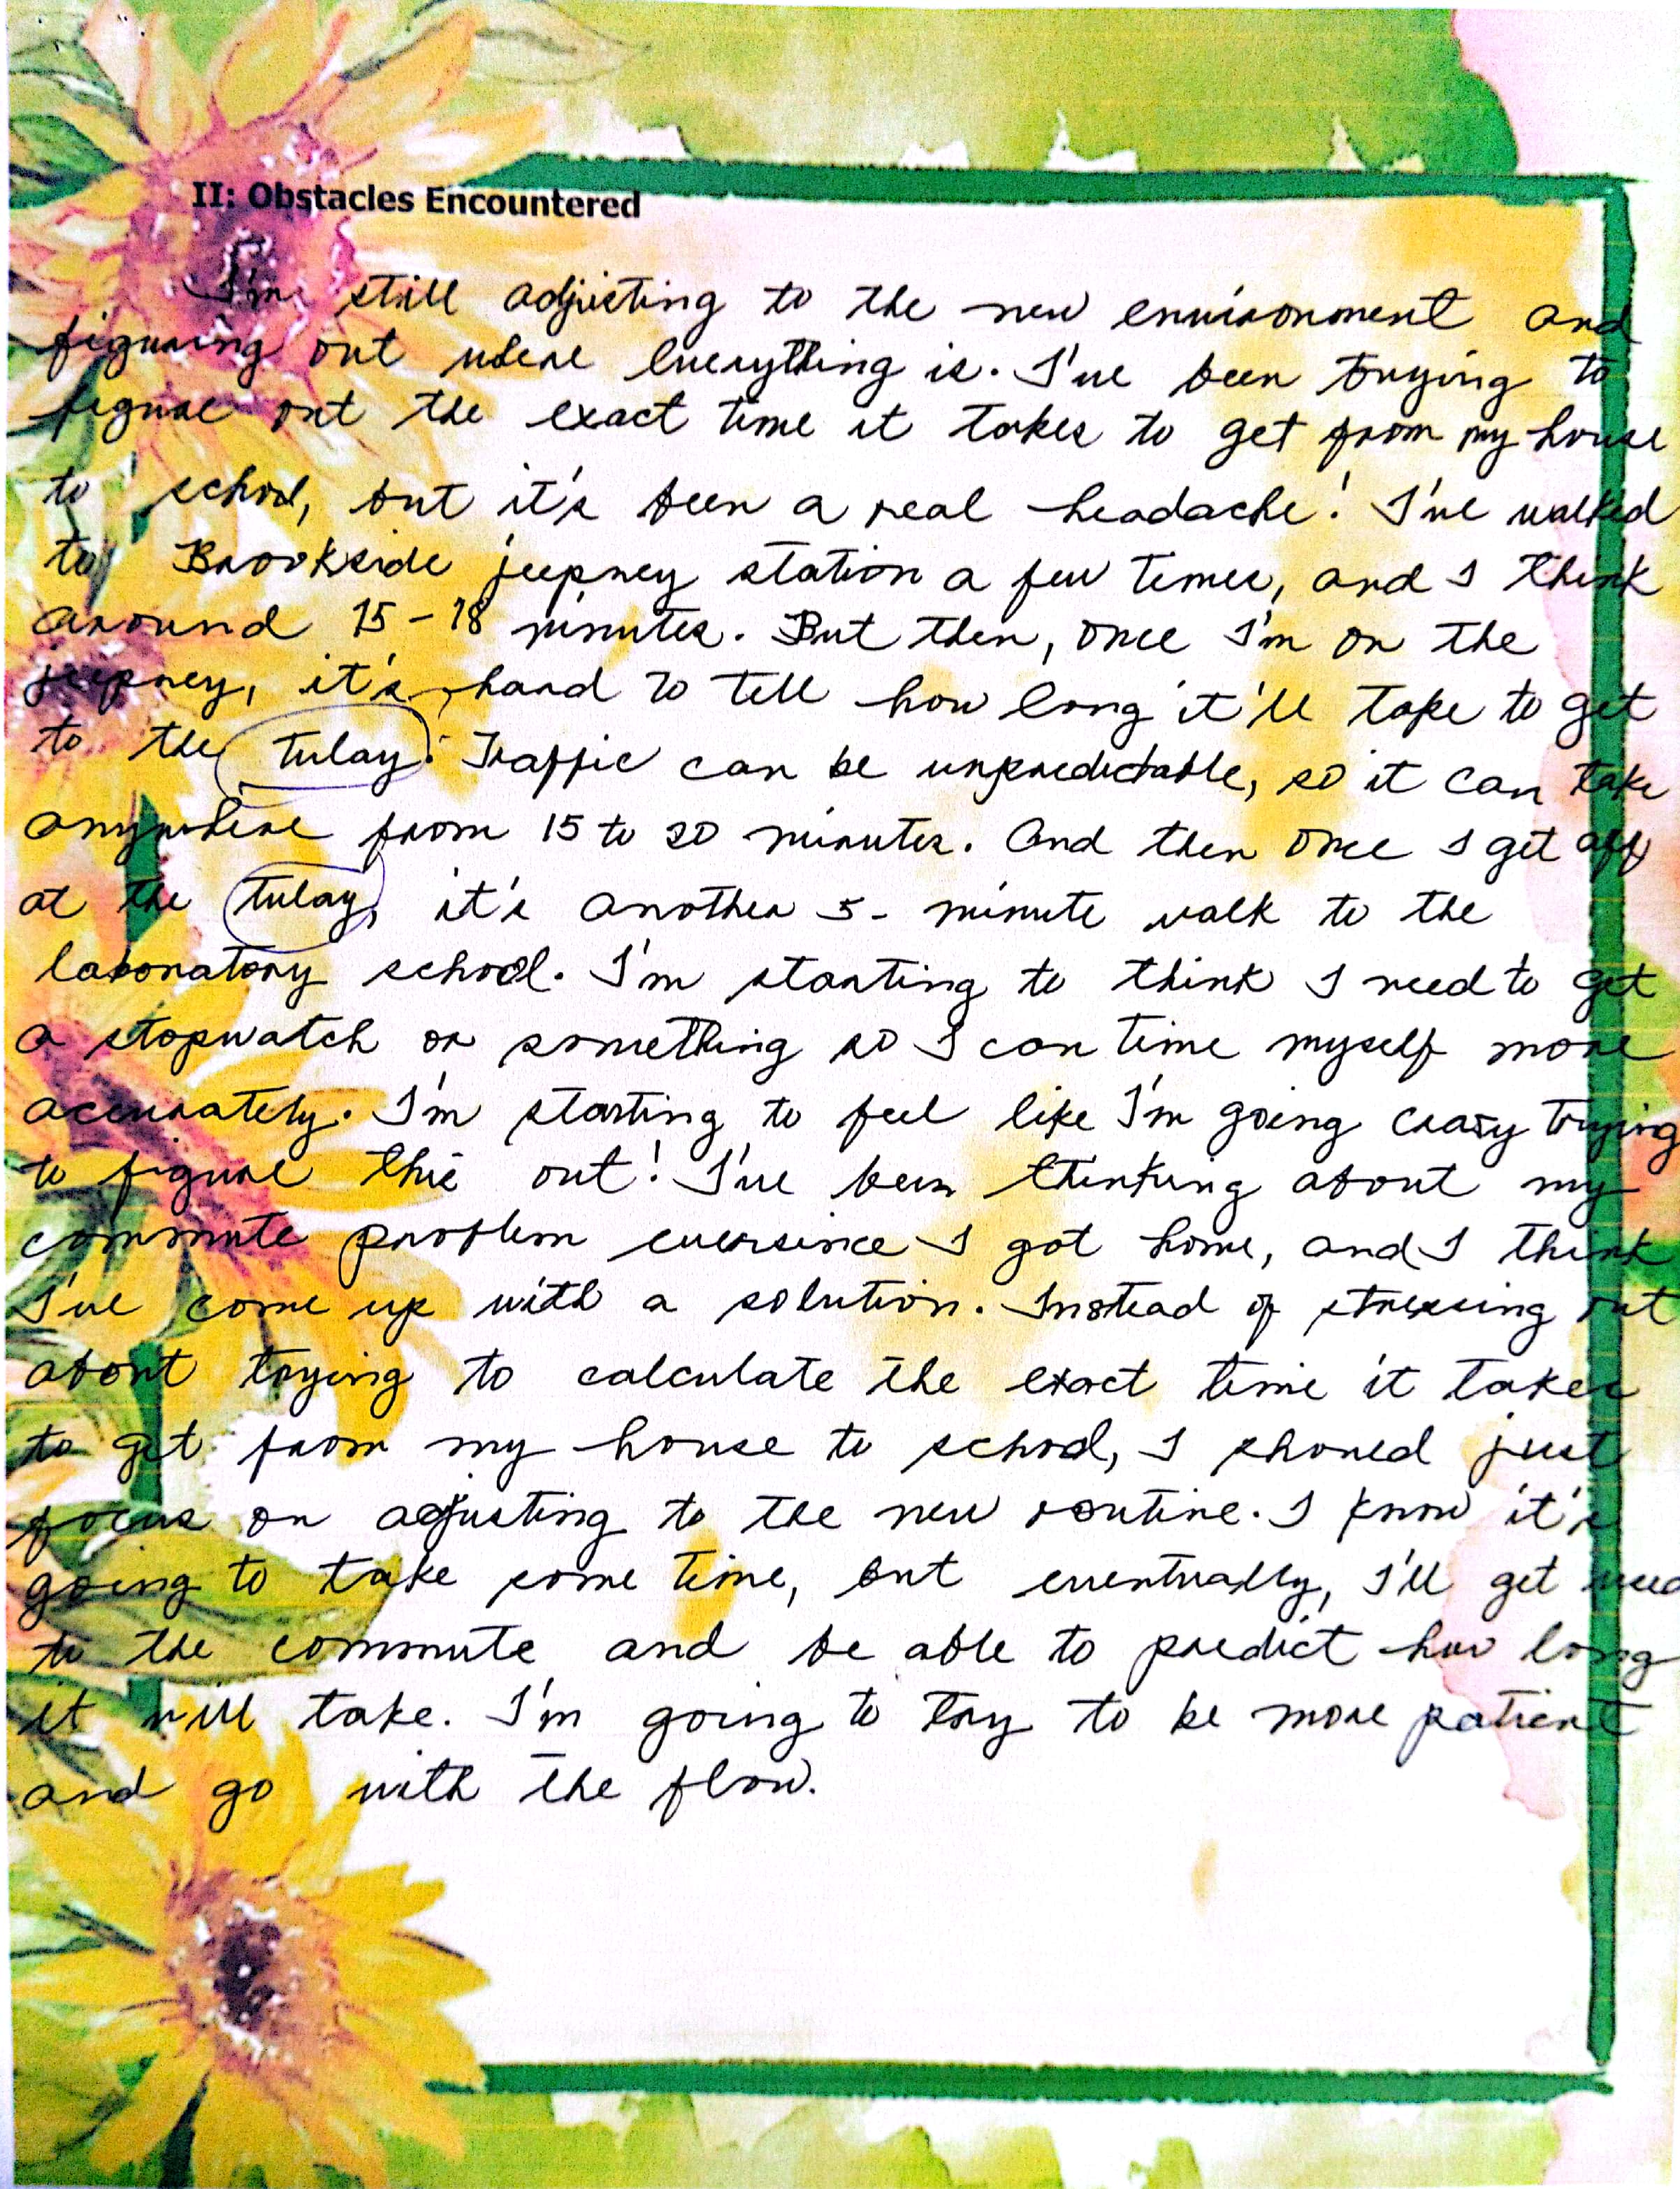 II: Obstacles Encountered
I'm still adjusting to the new environment and
figuring out where everything is. I've been trying to
figure out the exact time it takes to get from my house
to school, but it's been a real headache! I've walked
to Brookside jeepney station a few times, and I think
around 15-18 minutes. But then, once I'm on the
jeepney, it's hard to tell how long it'll take to get
to the tulay. Traffic can be unpredictable, so it can take
anywhere from 15 to 20 minutes. And then once I get off
at the tulay, it's another 5-minute walk to the
laboratory school. I'm starting to think I need to get
a stopwatch or something so I can time myself more
accurately. I'm starting to feel like I'm going crazy trying
to figure this out! I've been thinking about my
commute problem eversince I got home, and I think
I've come up with a solution. Instead of stressing out
about trying to calculate the exact time it takes
to get from my house to school, I should just
focus on adjusting to the new routine. I know it's
going to take some time, but eventually, I'll get used
to the commute and be able to predict how long
it will take. I'm going to try to be more patient
and go with the flow.